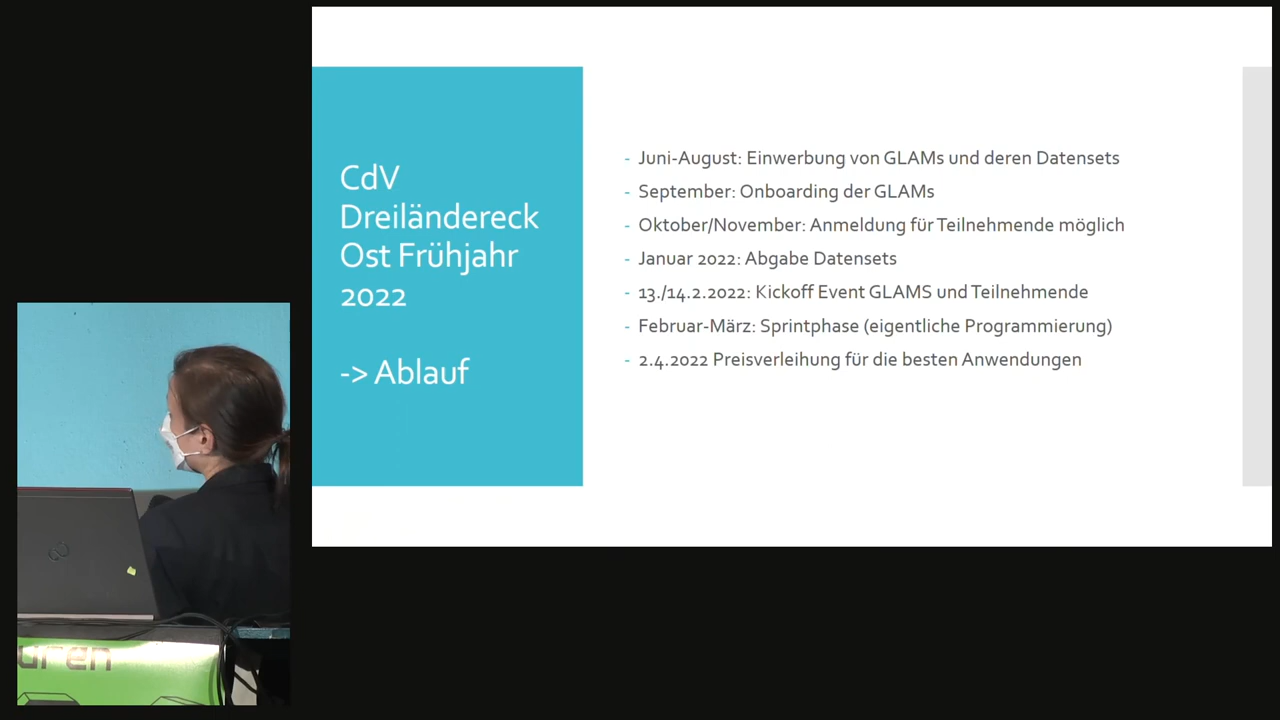 CdV
Dreiländereck
Ost Frühjahr
2022
-> Ablauf
- Juni-August: Einwerbung von GLAMs und deren Datensets
- September: Onboarding der GLAMs
- Oktober/November: Anmeldung für Teilnehmende möglich
- Januar 2022: Abgabe Datensets
- 13./14.2.2022: Kickoff Event GLAMS und Teilnehmende
- Februar-März: Sprintphase (eigentliche Programmierung)
- 2.4.2022 Preisverleihung für die besten Anwendungen
uren